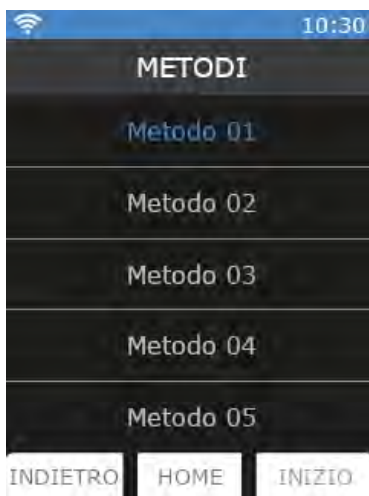 10:30
METODI
Metodo 01
Metodo 02
Metodo 03
Metodo 04
Metodo 05
INDIETRO HOME INIZIO